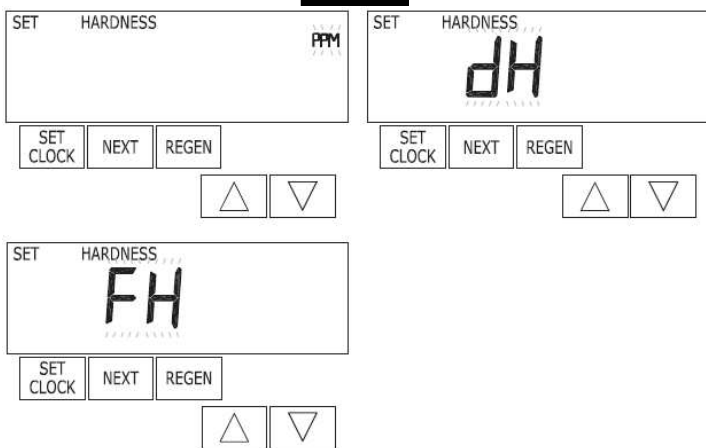 SET HARDNESS PPM
SET CLOCK NEXT REGEN
SET HARDNESS
dH
SET CLOCK NEXT REGEN
SET HARDNESS
FH
SET CLOCK NEXT REGEN